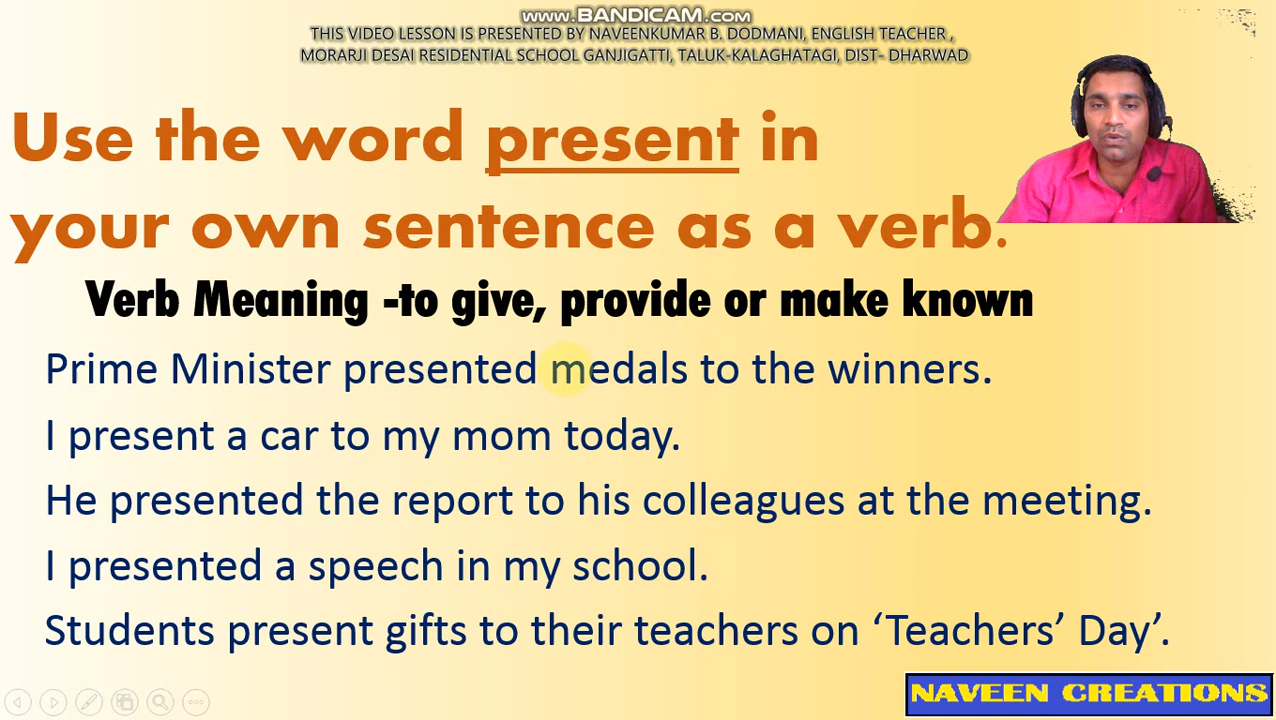 www.BANDICAM.com
THIS VIDEO LESSON IS PRESENTED BY NAVEENKUMAR B. DODMANI, ENGLISH TEACHER ,
MORARJI DESAI RESIDENTIAL SCHOOL GANJIGATTI, TALUK-KALAGHATAGI, DIST- DHARWAD
Use the word present in
your own sentence as a verb.
Verb Meaning -to give, provide or make known
Prime Minister presented medals to the winners.
I present a car to my mom today.
He presented the report to his colleagues at the meeting.
I presented a speech in my school.
Students present gifts to their teachers on ‘Teachers’ Day’.
NAVEEN CREATIONS